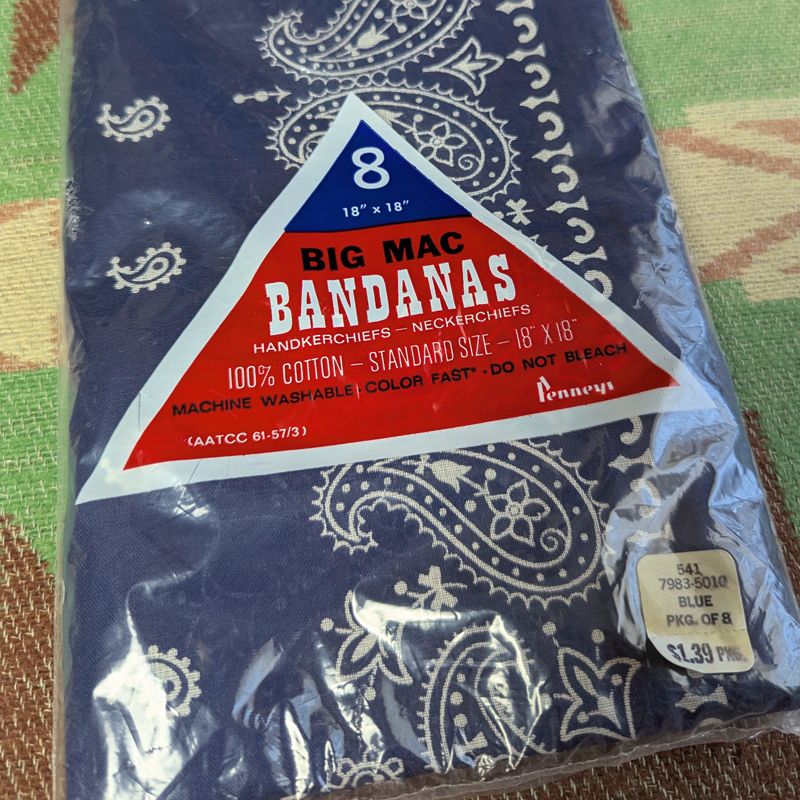 8
18" x 18"
BIG MAC
BANDANAS
HANDKERCHIEFS – NECKERCHIEFS
100% COTTON – STANDARD SIZE – 18" X 18"
MACHINE WASHABLE · COLOR FAST* · DO NOT BLEACH
Penneys
*(AATCC 61-57/3)
541
7983-5010
BLUE
PKG. OF 8
$1.39 PKG.